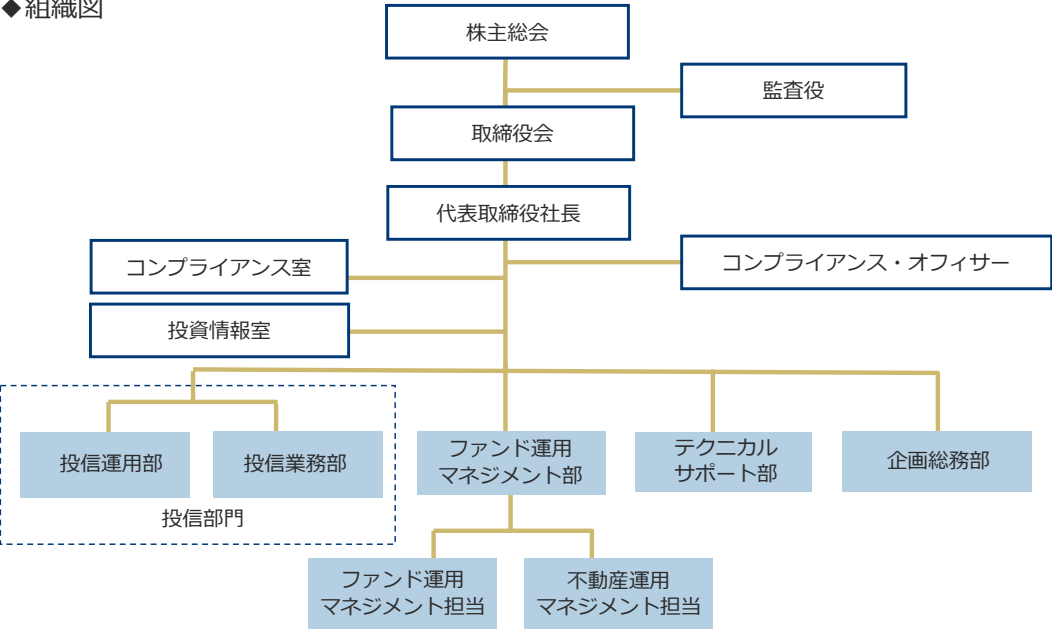 ◆組織図
株主総会
監査役
取締役会
代表取締役社長
コンプライアンス室
コンプライアンス・オフィサー
投資情報室
投信運用部
投信業務部
ファンド運用
マネジメント部
テクニカル
サポート部
企画総務部
投信部門
ファンド運用
マネジメント担当
不動産運用
マネジメント担当